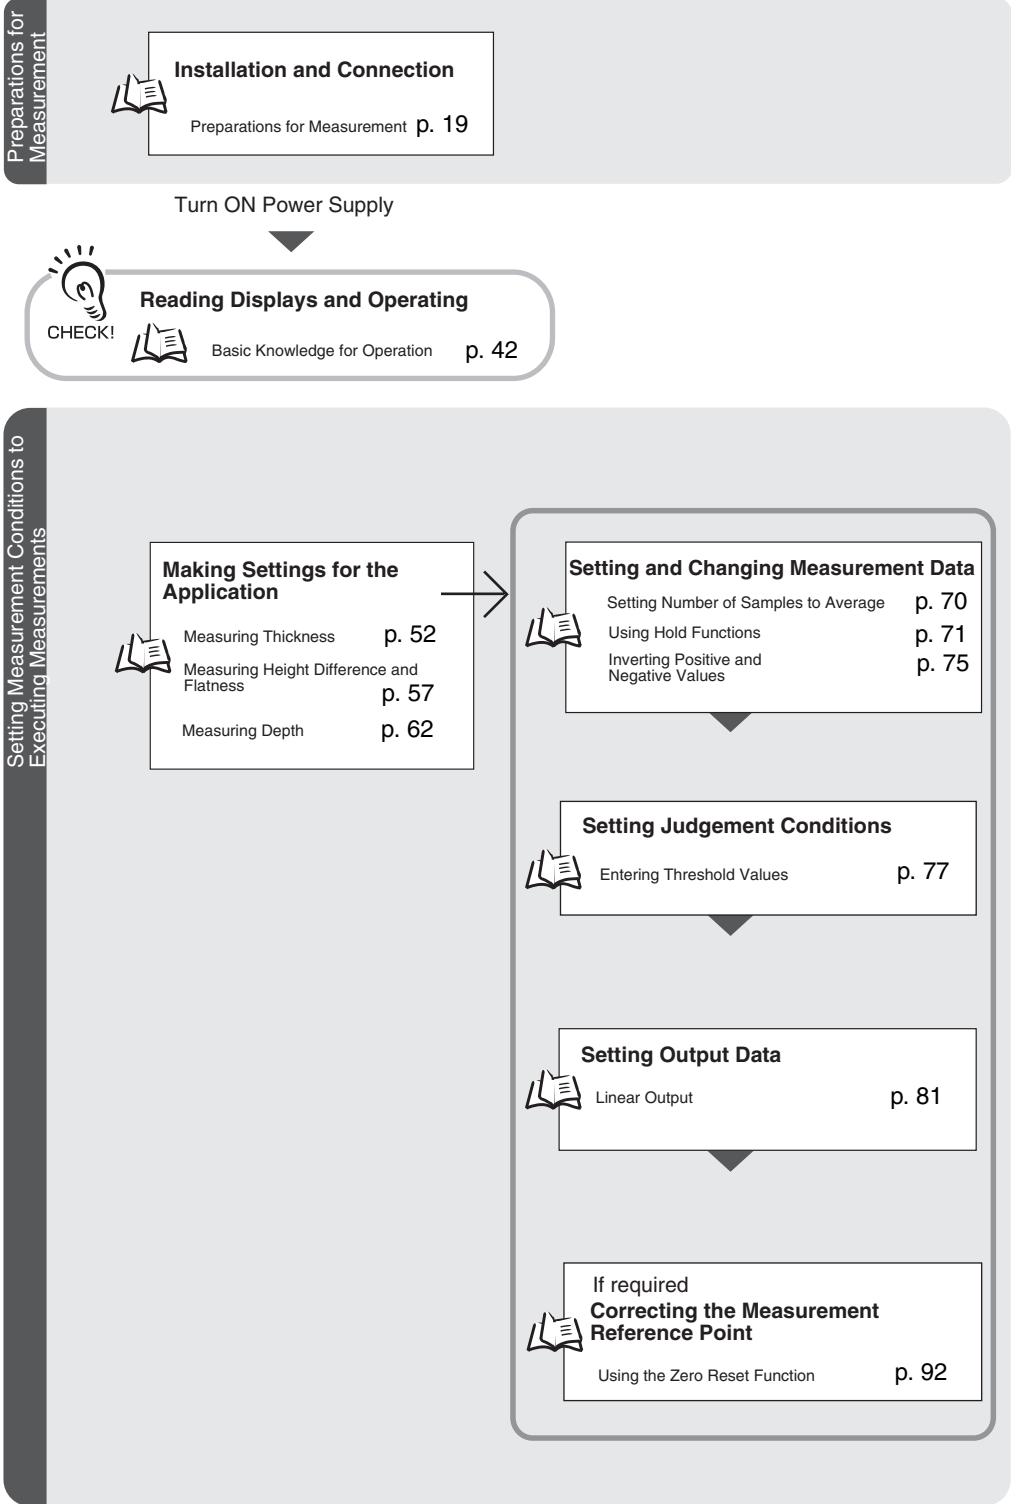 Preparations for
Measurement
Installation and Connection
Preparations for Measurement p. 19
Turn ON Power Supply
CHECK!
Reading Displays and Operating
Basic Knowledge for Operation p. 42
Setting Measurement Conditions to
Executing Measurements
Making Settings for the
Application
Measuring Thickness p. 52
Measuring Height Difference and
Flatness
p. 57
Measuring Depth p. 62
Setting and Changing Measurement Data
Setting Number of Samples to Average p. 70
Using Hold Functions p. 71
Inverting Positive and
Negative Values p. 75
Setting Judgement Conditions
Entering Threshold Values p. 77
Setting Output Data
Linear Output p. 81
If required
Correcting the Measurement
Reference Point
Using the Zero Reset Function p. 92